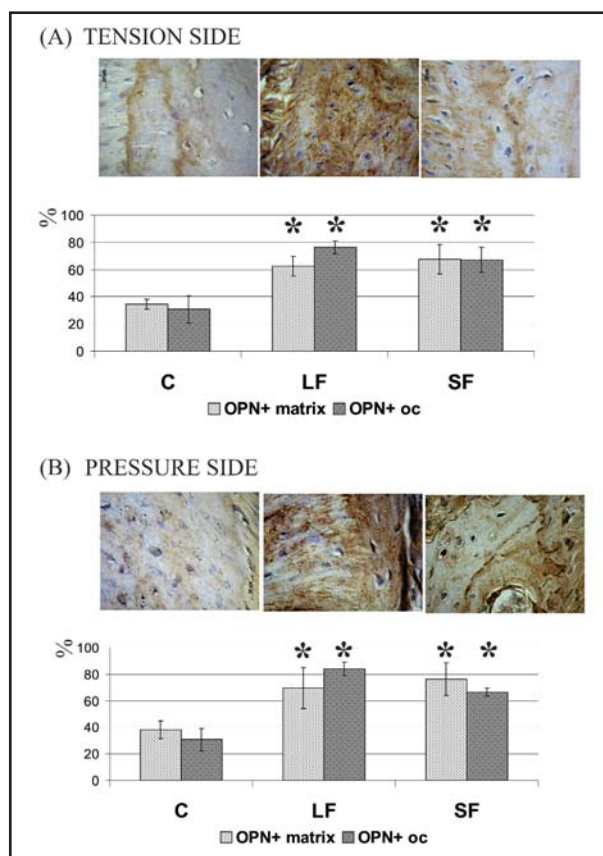 (A) TENSION SIDE
%
100
80
60
40
20
0
* * * *
C LF SF
OPN+ matrix OPN+ oc
(B) PRESSURE SIDE
%
100
80
60
40
20
0
* * * *
C LF SF
OPN+ matrix OPN+ oc